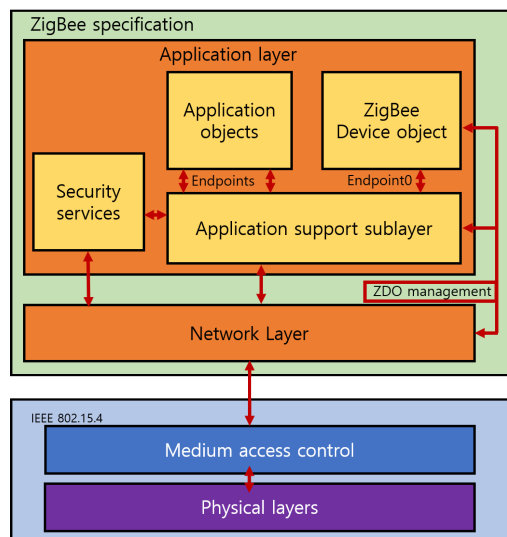 ZigBee specification
Application layer
Application
objects
ZigBee
Device object
Endpoints
Endpoint0
Security
services
Application support sublayer
ZDO management
Network Layer
IEEE 802.15.4
Medium access control
Physical layers